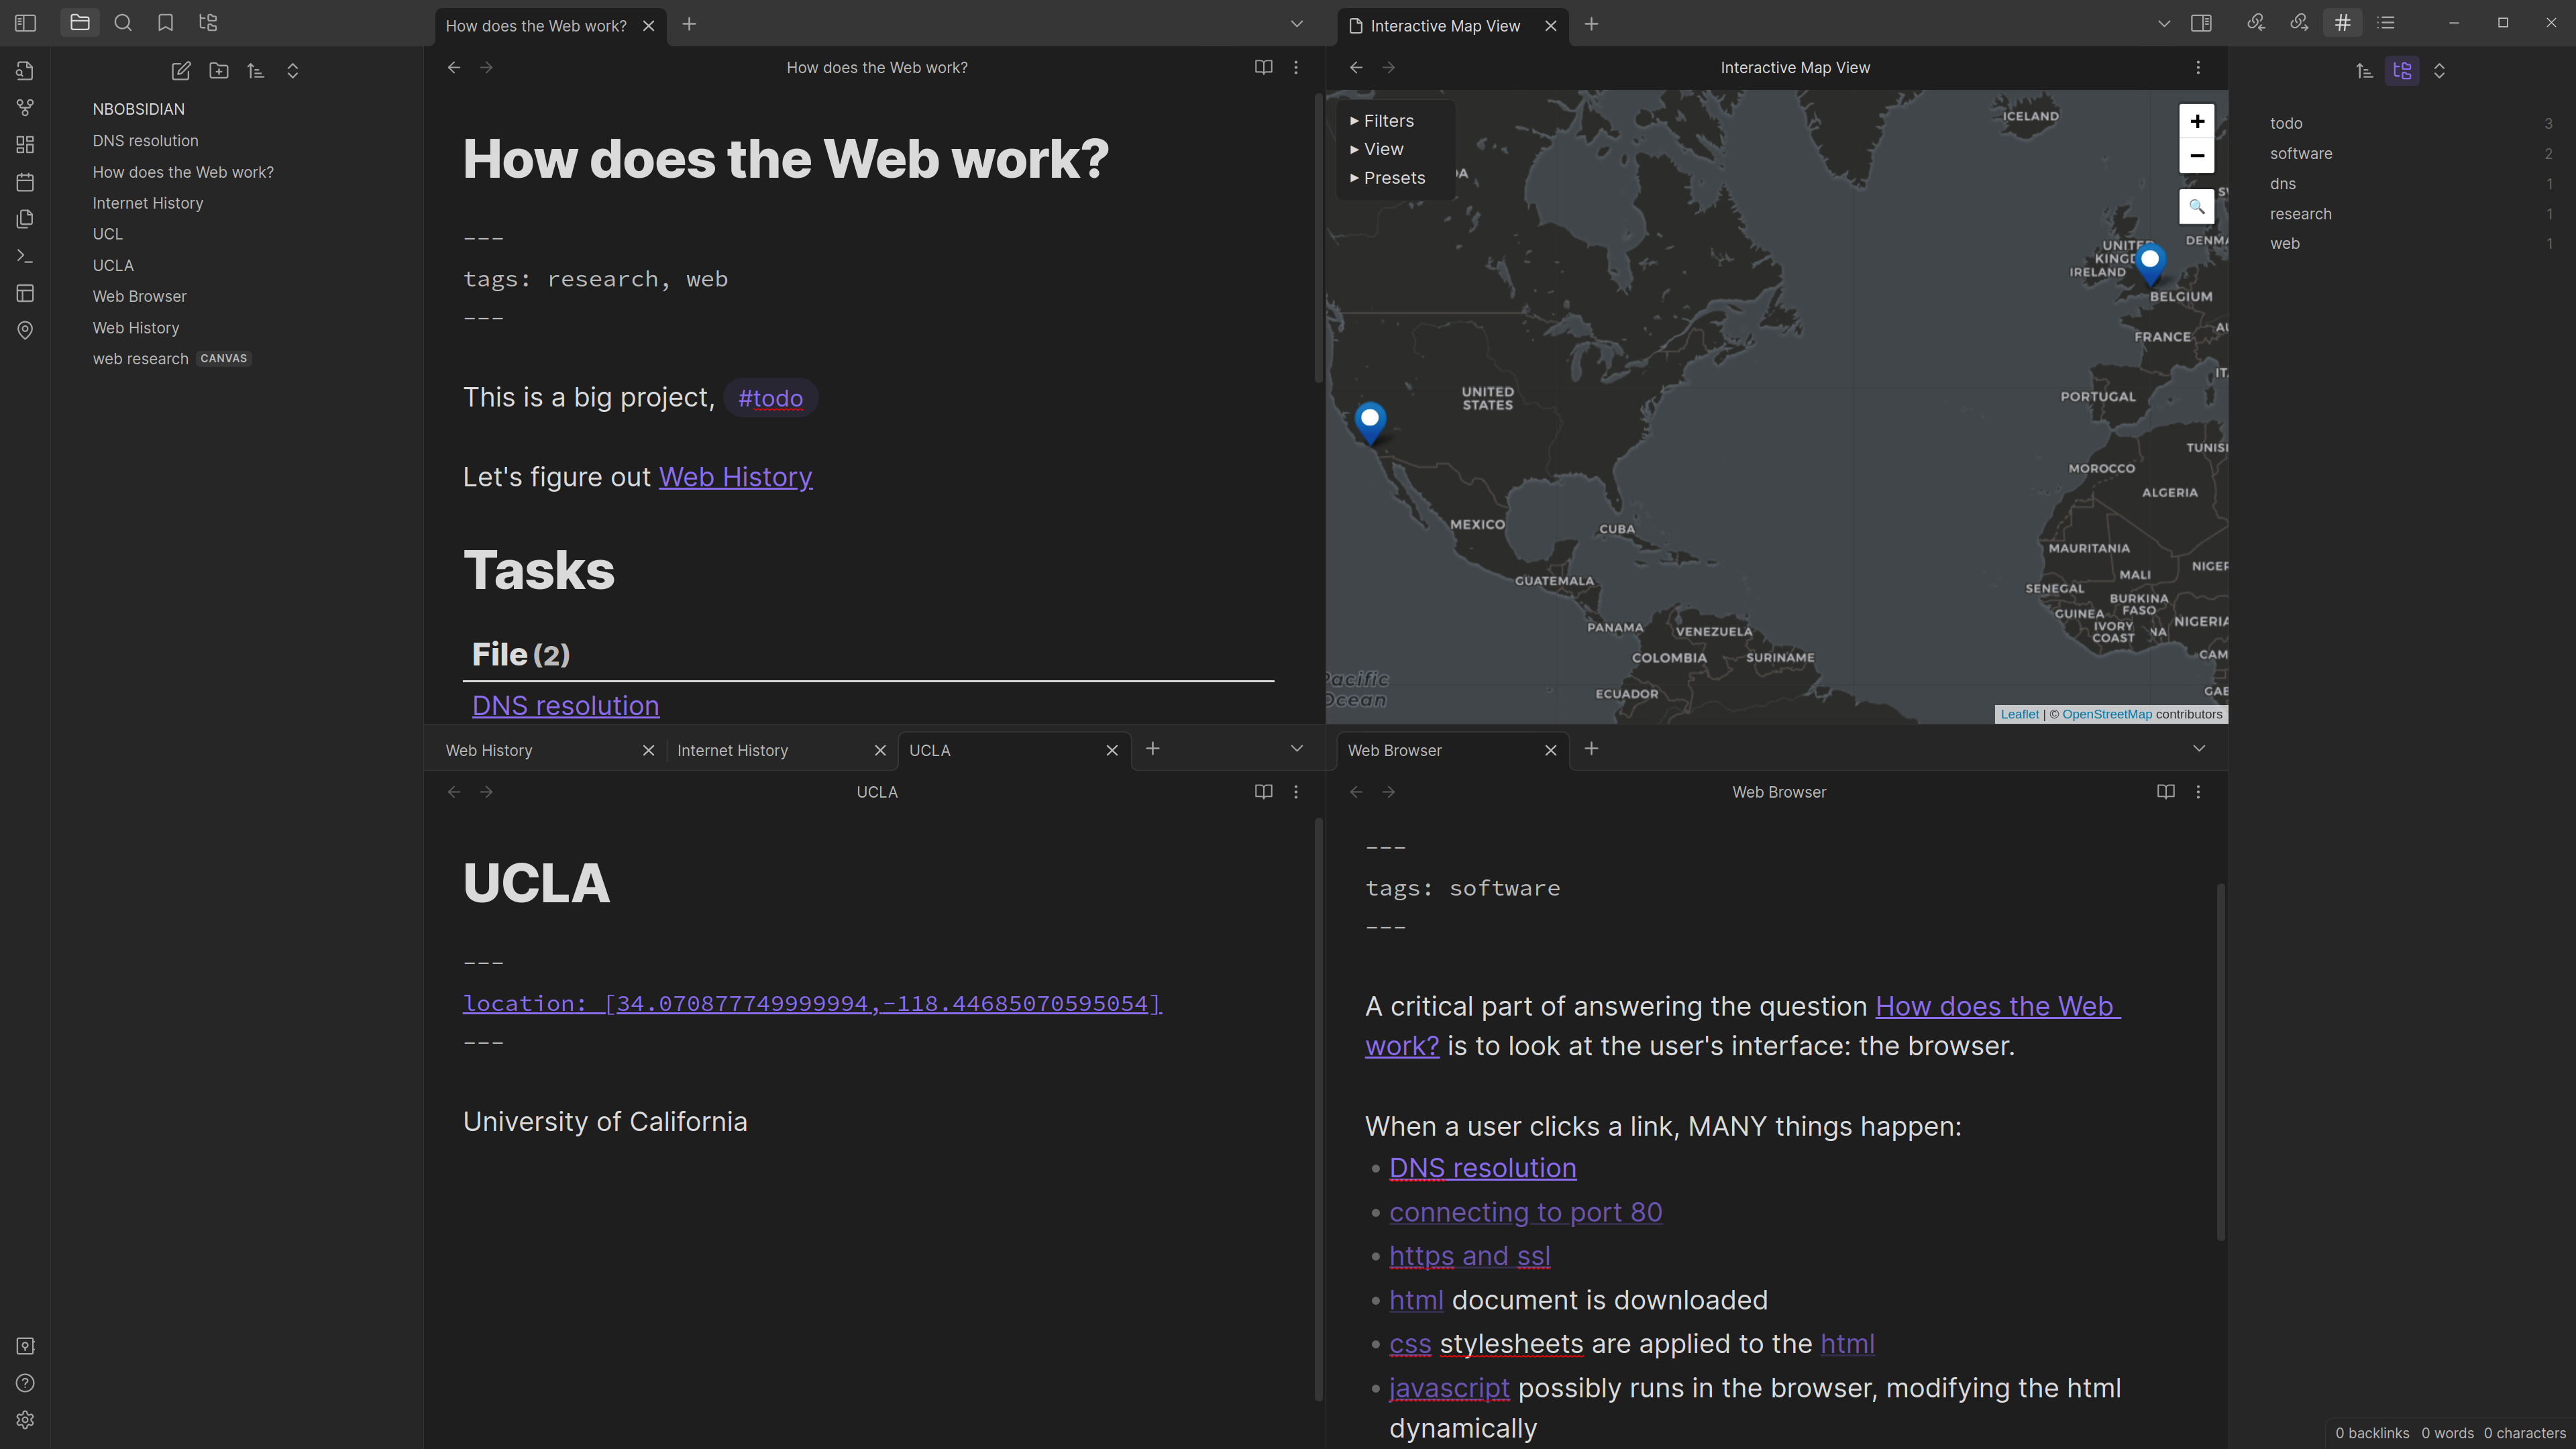 How does the Web work?
Interactive Map View
NBOBSIDIAN
DNS resolution
How does the Web work?
Internet History
UCL
UCLA
Web Browser
Web History
web research CANVAS
How does the Web work?
How does the Web work?
---
tags: research, web
---
This is a big project, #todo
Let's figure out Web History
Tasks
File (2)
DNS resolution
Interactive Map View
Filters
View
Presets
+
−
ICELAND
UNITED
IRELAND
BELGIUM
FRANCE
UNITED
STATES
PORTUGAL
MOROCCO
ALGERIA
MEXICO
CUBA
MAURITANIA
MALI
GUATEMALA
SENEGAL
BURKINA
FASO
GUINEA
IVORY
COAST
PANAMA
VENEZUELA
COLOMBIA
SURINAME
Ocean
ECUADOR
Leaflet | © OpenStreetMap contributors
todo 3
software 2
dns 1
research 1
web 1
Web History
Internet History
UCLA
UCLA
UCLA
---
location: [34.070877749999994,-118.44685070595054]
---
University of California
Web Browser
Web Browser
---
tags: software
---
A critical part of answering the question How does the Web
work? is to look at the user's interface: the browser.
When a user clicks a link, MANY things happen:
• DNS resolution
• connecting to port 80
• https and ssl
• html document is downloaded
• css stylesheets are applied to the html
• javascript possibly runs in the browser, modifying the html
dynamically
0 backlinks 0 words 0 characters